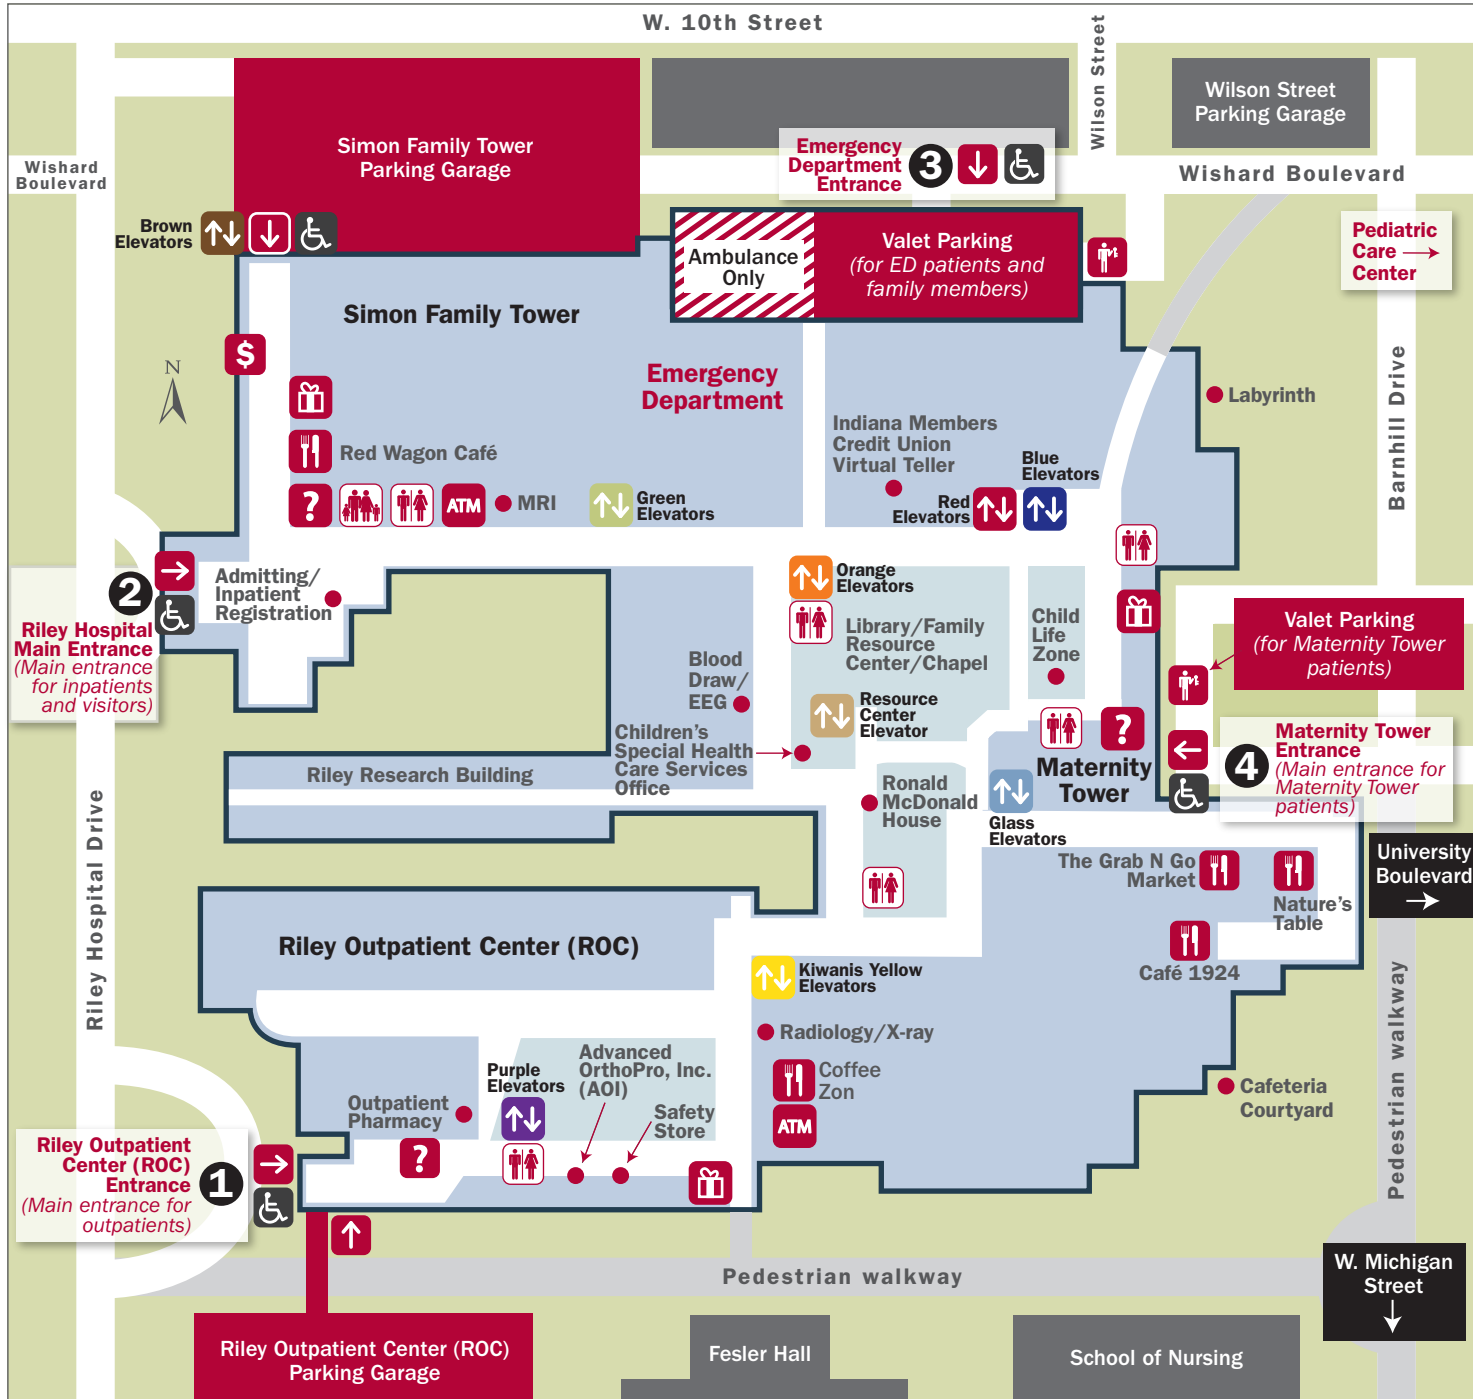 W. 10th Street
Wilson Street
Wilson Street
Parking Garage
Simon Family Tower
Parking Garage
Emergency
Department
Entrance
3
Wishard
Boulevard
Wishard Boulevard
Brown
Elevators
Ambulance
Only
Valet Parking
(for ED patients and
family members)
Pediatric
Care
Center
Simon Family Tower
$
N
Emergency
Department
Labyrinth
Barnhill Drive
Indiana Members
Credit Union
Virtual Teller
Red Wagon Café
Blue
Elevators
?
ATM
MRI
Green
Elevators
Red
Elevators
2
Riley Hospital
Main Entrance
(Main entrance
for inpatients
and visitors)
Admitting/
Inpatient
Registration
Orange
Elevators
Library/Family
Resource
Center/Chapel
Child
Life
Zone
Valet Parking
(for Maternity Tower
patients)
Blood
Draw/
EEG
Resource
Center
Elevator
?
Children's
Special Health
Care Services
Office
4
Maternity Tower
Entrance
(Main entrance for
Maternity Tower
patients)
Riley Research Building
Maternity
Tower
Ronald
McDonald
House
Glass
Elevators
Riley Hospital Drive
The Grab N Go
Market
Nature's
Table
University
Boulevard
Café 1924
Riley Outpatient Center (ROC)
Kiwanis Yellow
Elevators
Pedestrian walkway
Radiology/X-ray
Coffee
Zon
ATM
Purple
Elevators
Advanced
OrthoPro, Inc.
(AOI)
Outpatient
Pharmacy
Safety
Store
Cafeteria
Courtyard
?
Riley Outpatient
Center (ROC)
Entrance
(Main entrance for
outpatients)
1
Pedestrian walkway
W. Michigan
Street
Riley Outpatient Center (ROC)
Parking Garage
Fesler Hall
School of Nursing